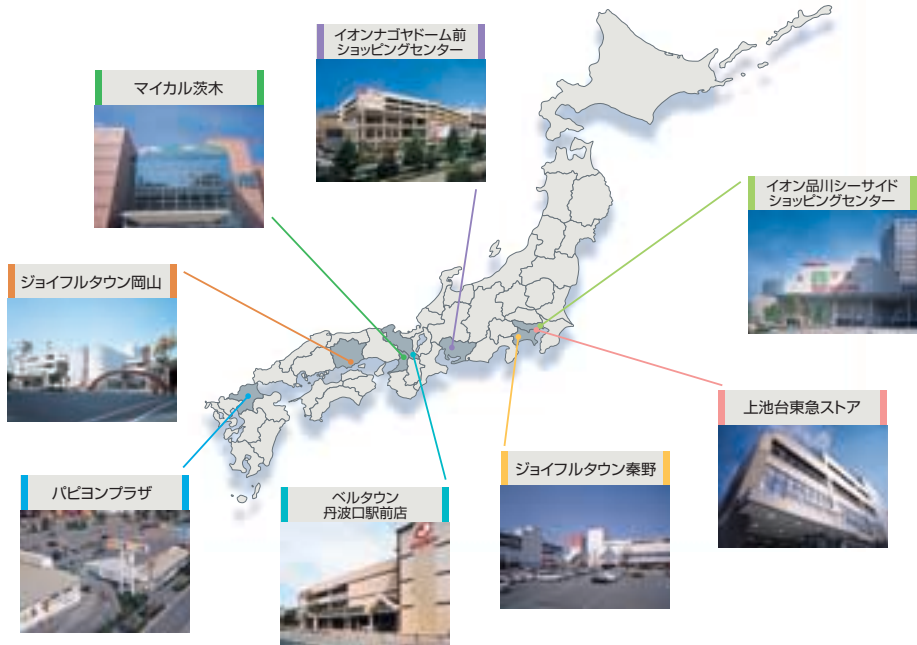 イオンナゴヤドーム前
ショッピングセンター
マイカル茨木
イオン品川シーサイド
ショッピングセンター
ジョイフルタウン岡山
上池台東急ストア
ジョイフルタウン秦野
パピヨンプラザ
ベルタウン
丹波口駅前店